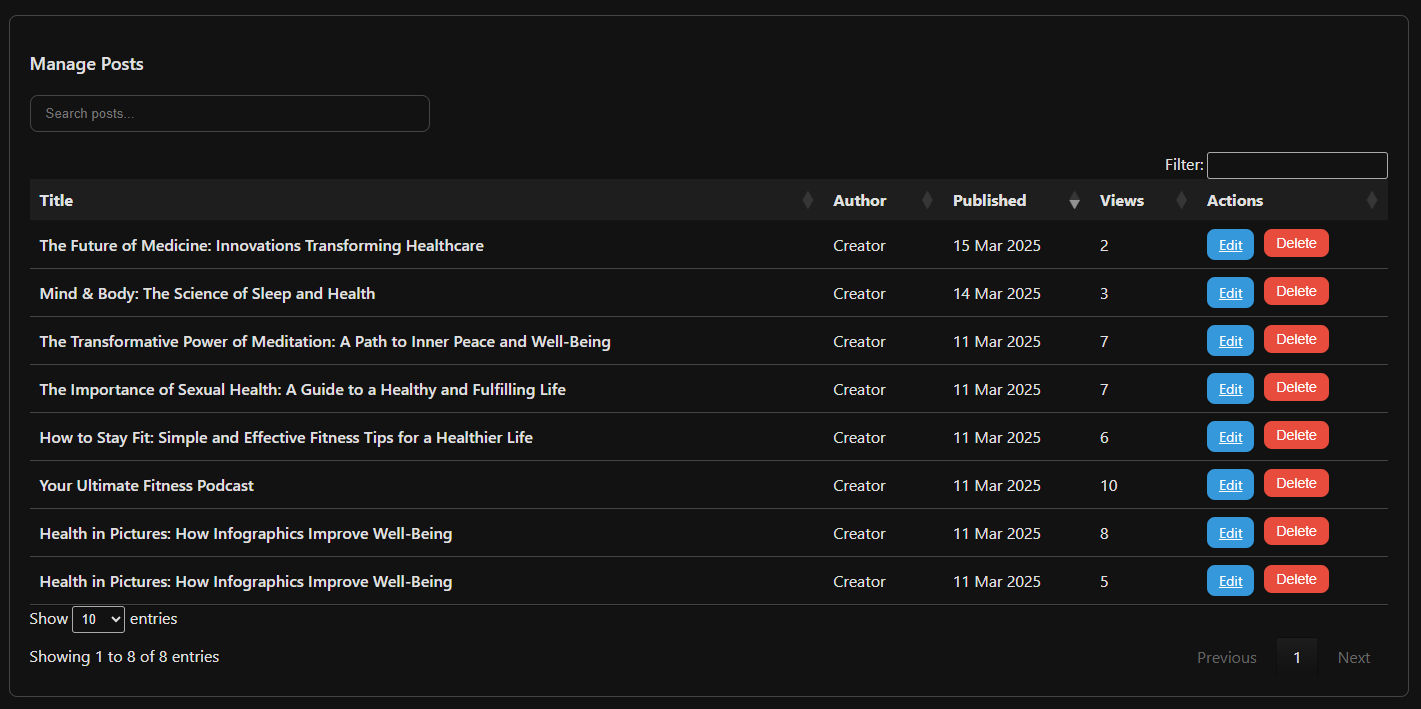 Manage Posts
Search posts...
Filter:
Title Author Published Views Actions
The Future of Medicine: Innovations Transforming Healthcare Creator 15 Mar 2025 2 Edit Delete
Mind & Body: The Science of Sleep and Health Creator 14 Mar 2025 3 Edit Delete
The Transformative Power of Meditation: A Path to Inner Peace and Well-Being Creator 11 Mar 2025 7 Edit Delete
The Importance of Sexual Health: A Guide to a Healthy and Fulfilling Life Creator 11 Mar 2025 7 Edit Delete
How to Stay Fit: Simple and Effective Fitness Tips for a Healthier Life Creator 11 Mar 2025 6 Edit Delete
Your Ultimate Fitness Podcast Creator 11 Mar 2025 10 Edit Delete
Health in Pictures: How Infographics Improve Well-Being Creator 11 Mar 2025 8 Edit Delete
Health in Pictures: How Infographics Improve Well-Being Creator 11 Mar 2025 5 Edit Delete
Show 10 entries
Showing 1 to 8 of 8 entries Previous 1 Next